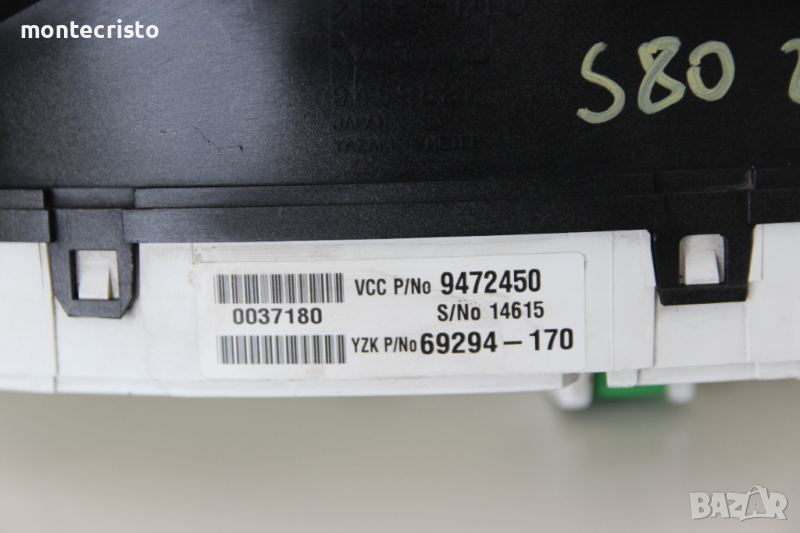 montecristo
S80
JAPAN
VCC P/No 9472450
0037180
S/No 14615
YZK P/No 69294-170
BAZAR